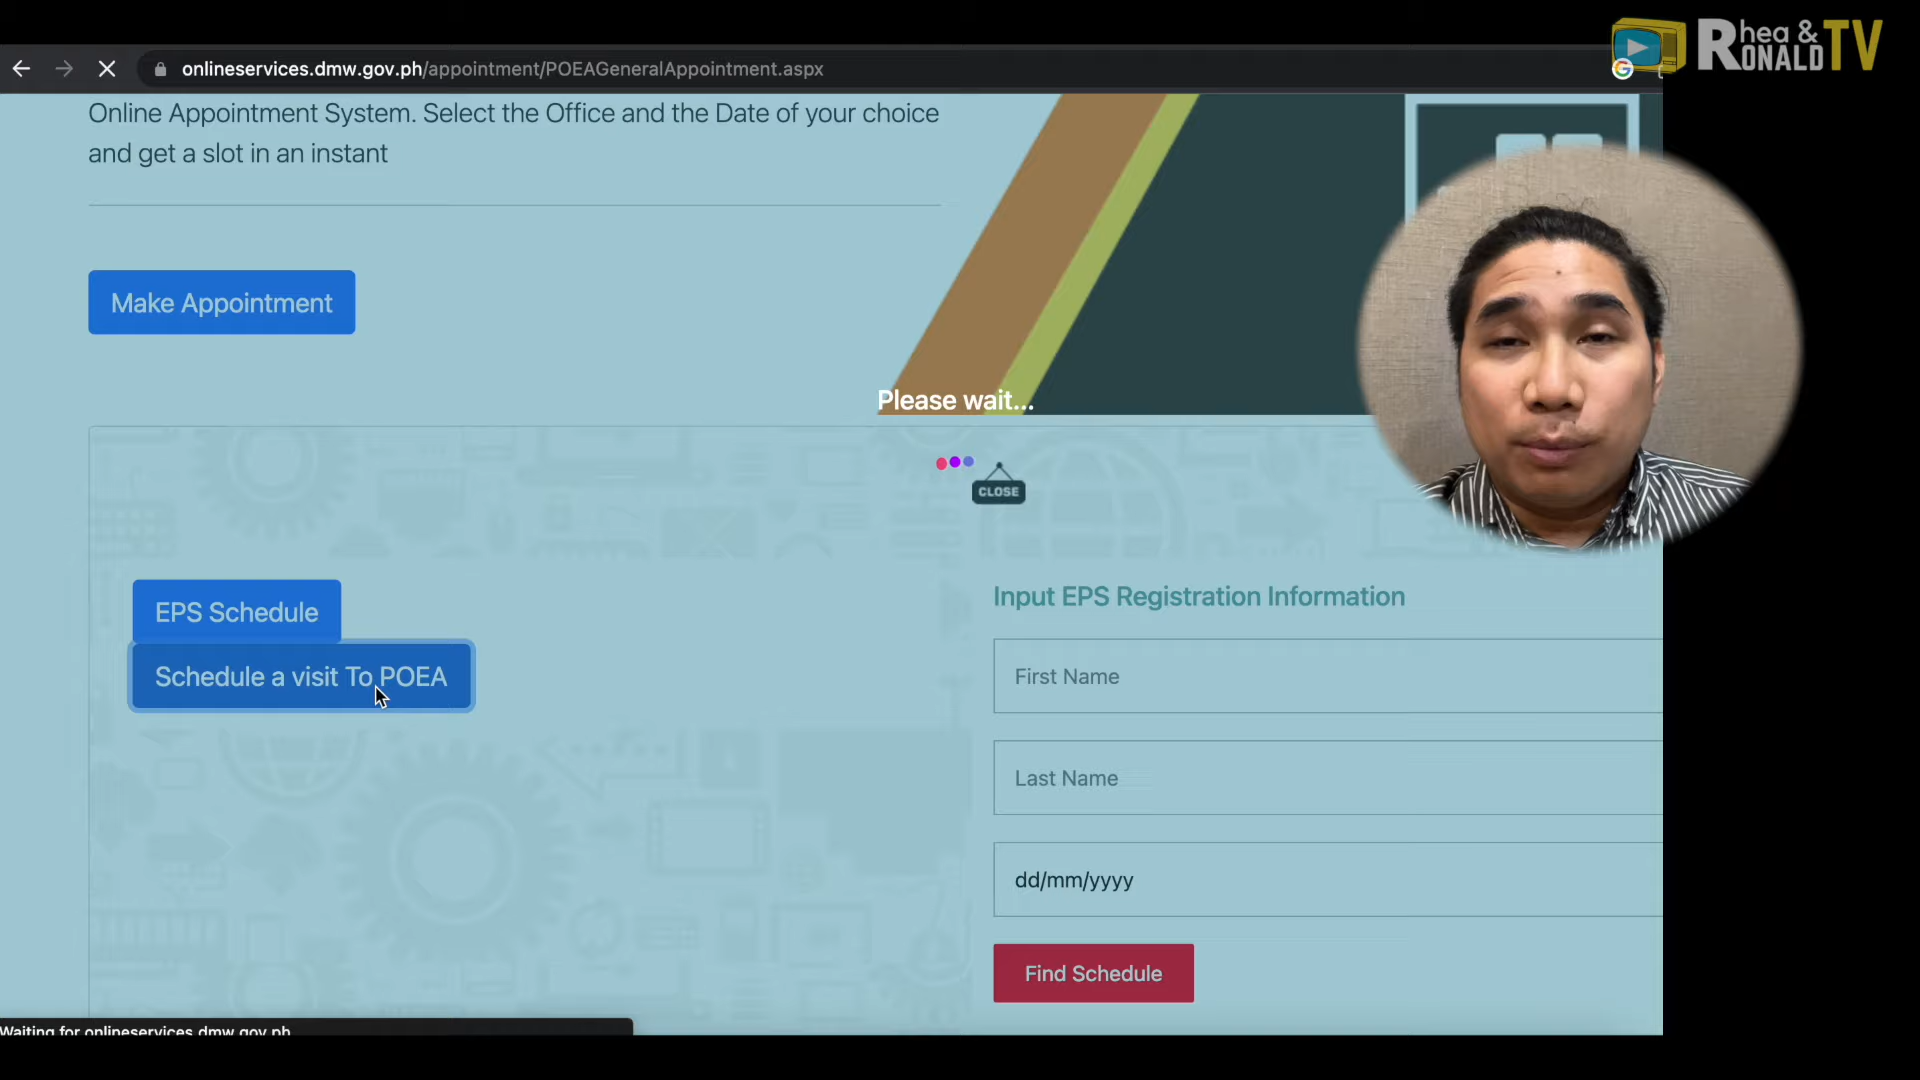 Rhea &
RONALD TV
onlineservices.dmw.gov.ph/appointment/POEAGeneralAppointment.aspx
Online Appointment System. Select the Office and the Date of your choice
and get a slot in an instant
Make Appointment
Please wait...
CLOSE
EPS Schedule
Schedule a visit To POEA
Input EPS Registration Information
First Name
Last Name
dd/mm/yyyy
Find Schedule
Waiting for onlineservices.dmw.gov.ph